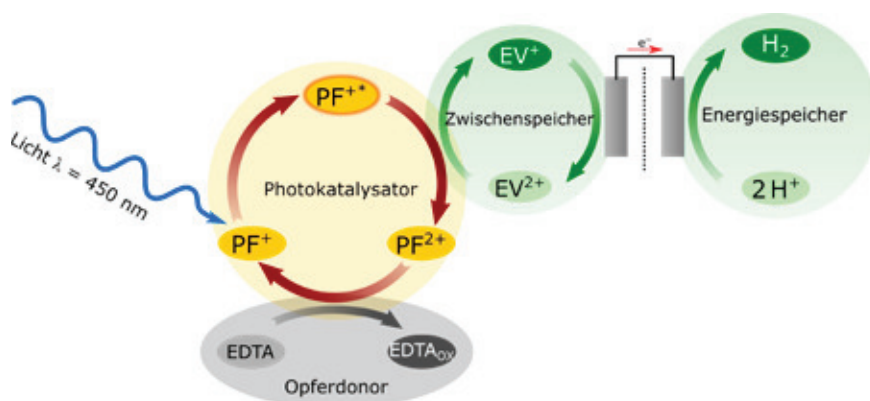 EV⁺
e⁻
H₂
PF⁺*
Zwischenspeicher
Energiespeicher
Licht λ = 450 nm
Photokatalysator
EV²⁺
2 H⁺
PF⁺
PF²⁺
EDTA
EDTAₒₓ
Opferdonor